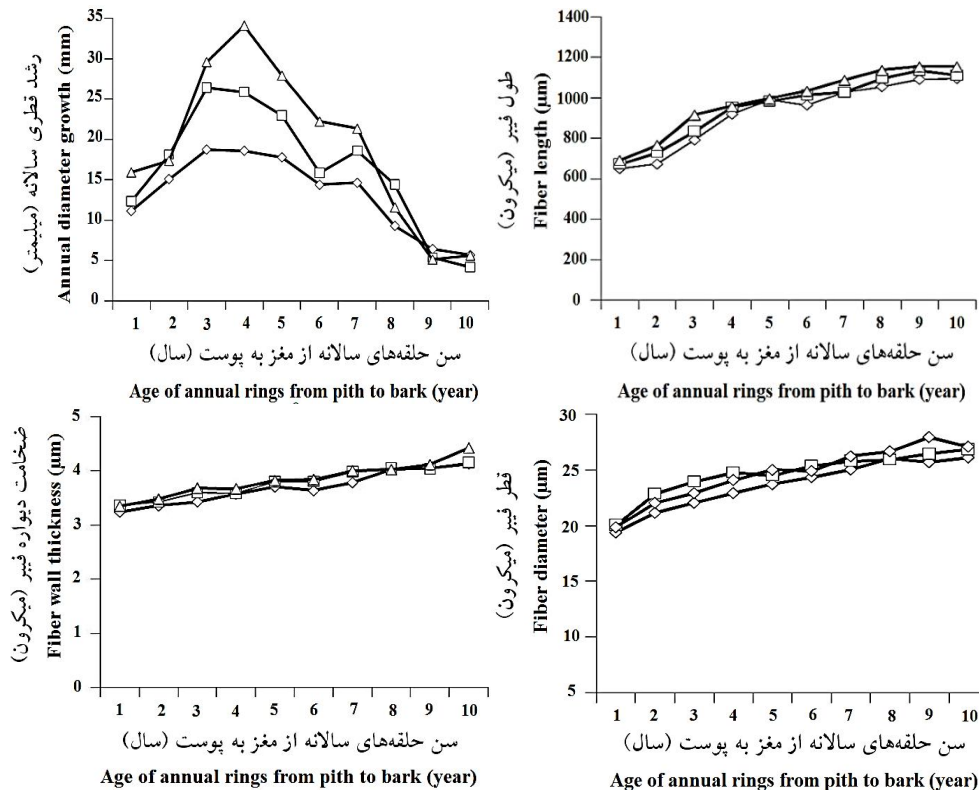 35
30
25
20
15
10
5
0
رشد قطری سالانه (میلیمتر)
Annual diameter growth (mm)
1 2 3 4 5 6 7 8 9 10
سن حلقه‌های سالانه از مغز به پوست (سال)
Age of annual rings from pith to bark (year)
1400
1200
1000
800
600
400
200
0
طول فیبر (میکرون)
Fiber length (µm)
1 2 3 4 5 6 7 8 9 10
سن حلقه‌های سالانه از مغز به پوست (سال)
Age of annual rings from pith to bark (year)
5
4
3
2
1
0
ضخامت دیواره فیبر (میکرون)
Fiber wall thickness (µm)
1 2 3 4 5 6 7 8 9 10
سن حلقه‌های سالانه از مغز به پوست (سال)
Age of annual rings from pith to bark (year)
30
25
20
15
10
5
قطر فیبر (میکرون)
Fiber diameter (µm)
1 2 3 4 5 6 7 8 9 10
سن حلقه‌های سالانه از مغز به پوست (سال)
Age of annual rings from pith to bark (year)